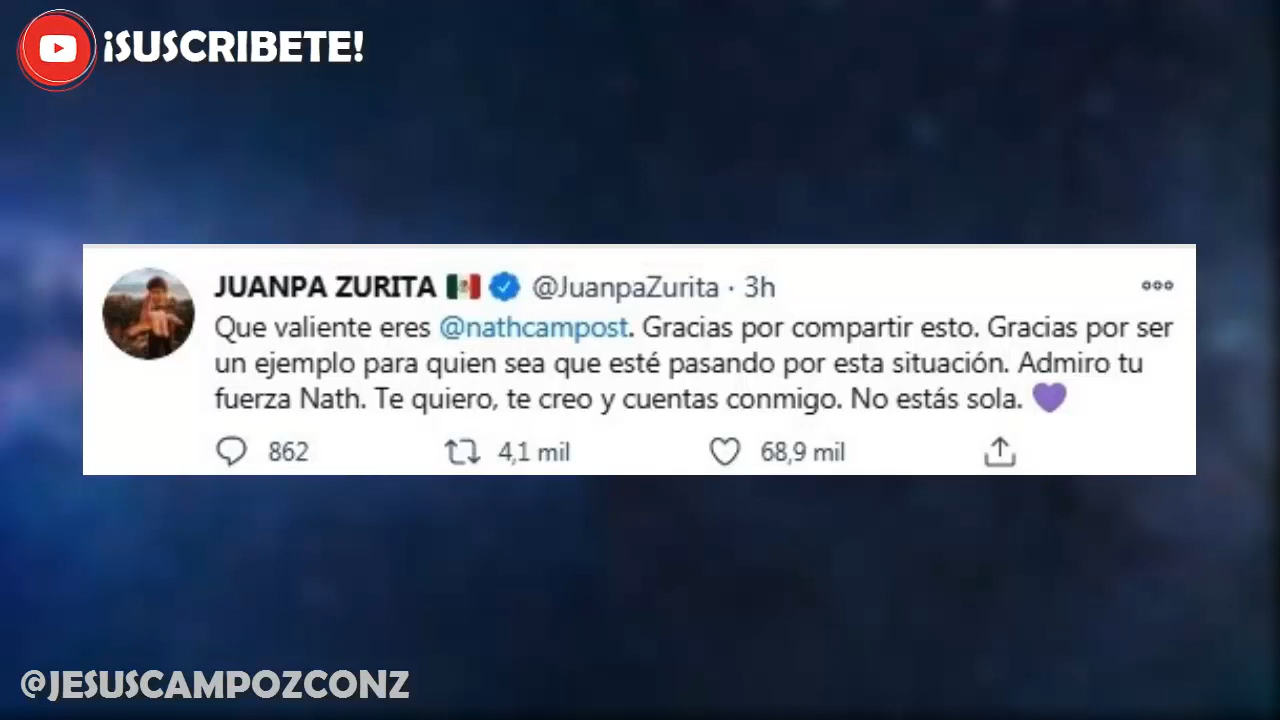 ¡SUSCRIBETE!
JUANPA ZURITA 🇲🇽 @JuanpaZurita · 3h
Que valiente eres @nathcampost. Gracias por compartir esto. Gracias por ser
un ejemplo para quien sea que esté pasando por esta situación. Admiro tu
fuerza Nath. Te quiero, te creo y cuentas conmigo. No estás sola. 💜
862 4,1 mil 68,9 mil
@JESUSCAMPOZCONZ